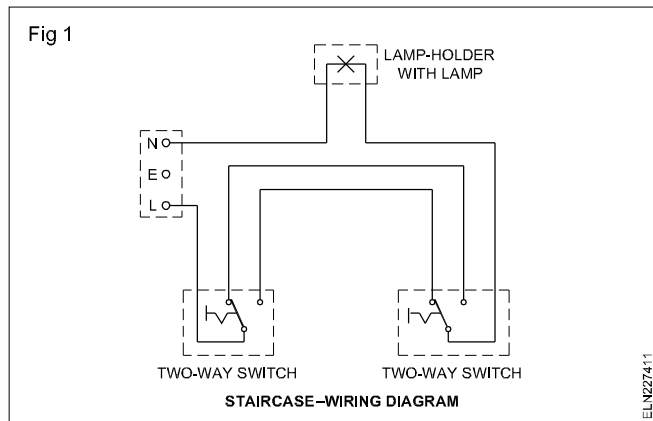 Fig 1
LAMP-HOLDER
WITH LAMP
N
E
L
TWO-WAY SWITCH
TWO-WAY SWITCH
STAIRCASE–WIRING DIAGRAM
ELN227411